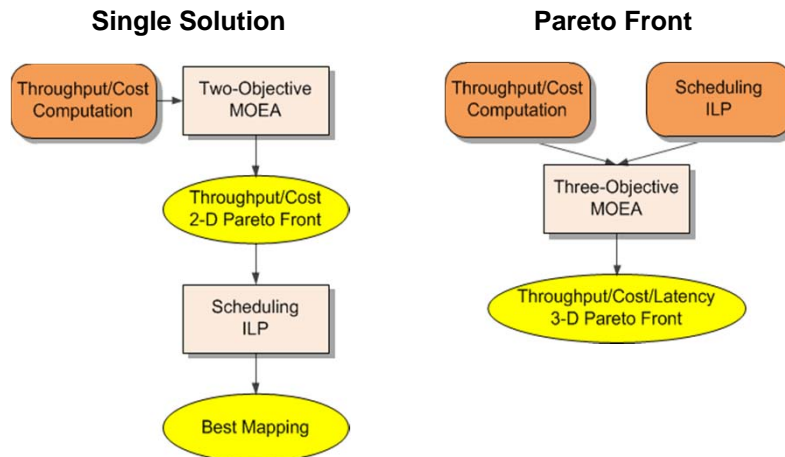 Single Solution
Throughput/Cost
Computation
Two-Objective
MOEA
Throughput/Cost
2-D Pareto Front
Scheduling
ILP
Best Mapping
Pareto Front
Throughput/Cost
Computation
Scheduling
ILP
Three-Objective
MOEA
Throughput/Cost/Latency
3-D Pareto Front